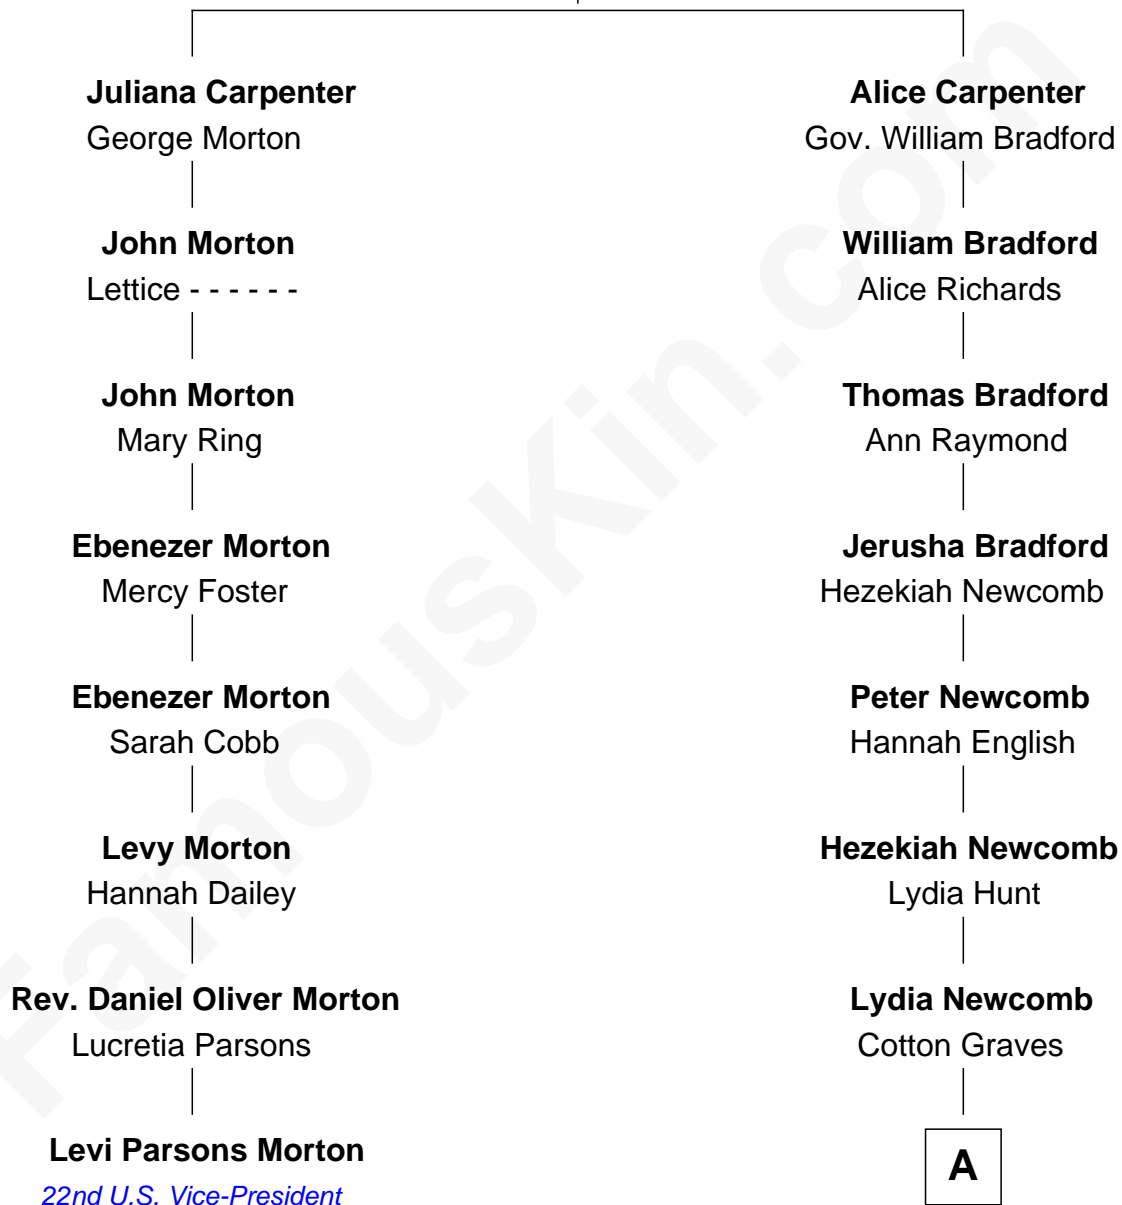 Juliana Carpenter
George Morton
John Morton
Lettice - - - - - -
John Morton
Mary Ring
Ebenezer Morton
Mercy Foster
Ebenezer Morton
Sarah Cobb
Levy Morton
Hannah Dailey
Rev. Daniel Oliver Morton
Lucretia Parsons
Levi Parsons Morton
22nd U.S. Vice-President
Alice Carpenter
Gov. William Bradford
William Bradford
Alice Richards
Thomas Bradford
Ann Raymond
Jerusha Bradford
Hezekiah Newcomb
Peter Newcomb
Hannah English
Hezekiah Newcomb
Lydia Hunt
Lydia Newcomb
Cotton Graves
A
FamousKin.com